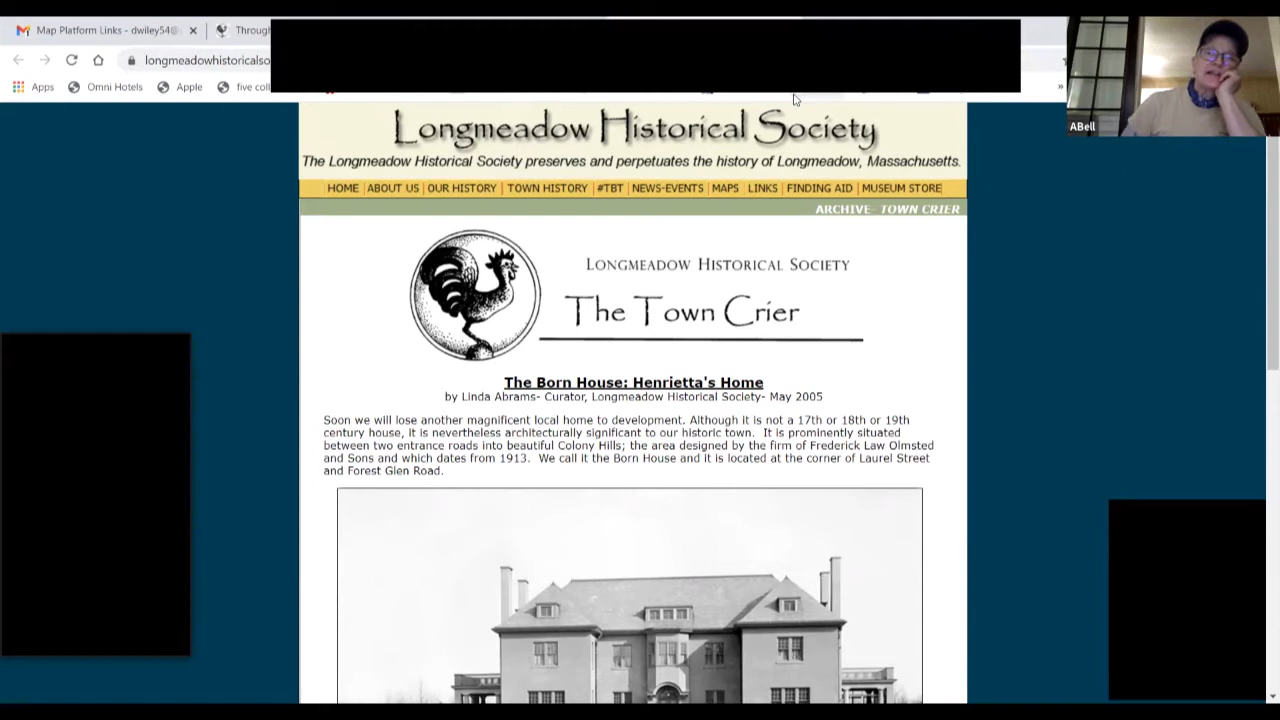 Map Platform Links - dwiley54@
Throug
longmeadowhistoricalso
Apps
Omni Hotels
Apple
five coll
»
ABell
Longmeadow Historical Society
The Longmeadow Historical Society preserves and perpetuates the history of Longmeadow, Massachusetts.
HOME | ABOUT US | OUR HISTORY | TOWN HISTORY | #TBT | NEWS-EVENTS | MAPS | LINKS | FINDING AID | MUSEUM STORE
ARCHIVE- TOWN CRIER
LONGMEADOW HISTORICAL SOCIETY
The Town Crier
The Born House: Henrietta's Home
by Linda Abrams- Curator, Longmeadow Historical Society- May 2005
Soon we will lose another magnificent local home to development. Although it is not a 17th or 18th or 19th
century house, it is nevertheless architecturally significant to our historic town.  It is prominently situated
between two entrance roads into beautiful Colony Hills; the area designed by the firm of Frederick Law Olmsted
and Sons and which dates from 1913.  We call it the Born House and it is located at the corner of Laurel Street
and Forest Glen Road.